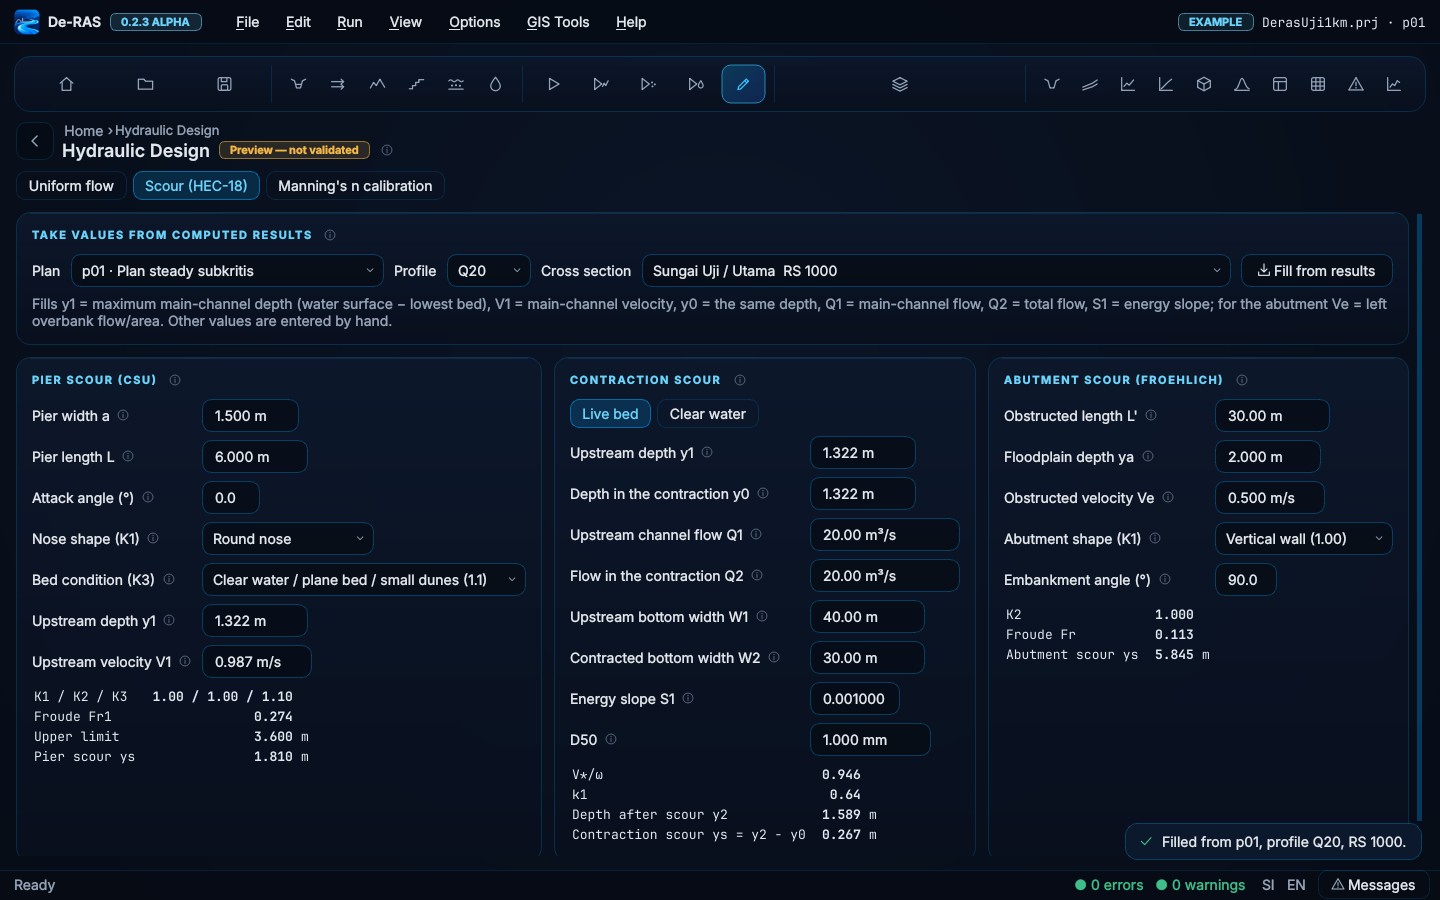 De-RAS 0.2.3 ALPHA File Edit Run View Options GIS Tools Help EXAMPLE DerasUji1km.prj · p01
Home › Hydraulic Design
Hydraulic Design Preview — not validated
Uniform flow Scour (HEC-18) Manning's n calibration
TAKE VALUES FROM COMPUTED RESULTS
Plan p01 · Plan steady subkritis Profile Q20 Cross section Sungai Uji / Utama RS 1000 Fill from results
Fills y1 = maximum main-channel depth (water surface − lowest bed), V1 = main-channel velocity, y0 = the same depth, Q1 = main-channel flow, Q2 = total flow, S1 = energy slope; for the abutment Ve = left
overbank flow/area. Other values are entered by hand.
PIER SCOUR (CSU)
Pier width a 1.500 m
Pier length L 6.000 m
Attack angle (°) 0.0
Nose shape (K1) Round nose
Bed condition (K3) Clear water / plane bed / small dunes (1.1)
Upstream depth y1 1.322 m
Upstream velocity V1 0.987 m/s
K1 / K2 / K3 1.00 / 1.00 / 1.10
Froude Fr1 0.274
Upper limit 3.600 m
Pier scour ys 1.810 m
CONTRACTION SCOUR
Live bed Clear water
Upstream depth y1 1.322 m
Depth in the contraction y0 1.322 m
Upstream channel flow Q1 20.00 m³/s
Flow in the contraction Q2 20.00 m³/s
Upstream bottom width W1 40.00 m
Contracted bottom width W2 30.00 m
Energy slope S1 0.001000
D50 1.000 mm
V*/ω 0.946
k1 0.64
Depth after scour y2 1.589 m
Contraction scour ys = y2 - y0 0.267 m
ABUTMENT SCOUR (FROEHLICH)
Obstructed length L' 30.00 m
Floodplain depth ya 2.000 m
Obstructed velocity Ve 0.500 m/s
Abutment shape (K1) Vertical wall (1.00)
Embankment angle (°) 90.0
K2 1.000
Froude Fr 0.113
Abutment scour ys 5.845 m
Filled from p01, profile Q20, RS 1000.
Ready 0 errors 0 warnings SI EN Messages